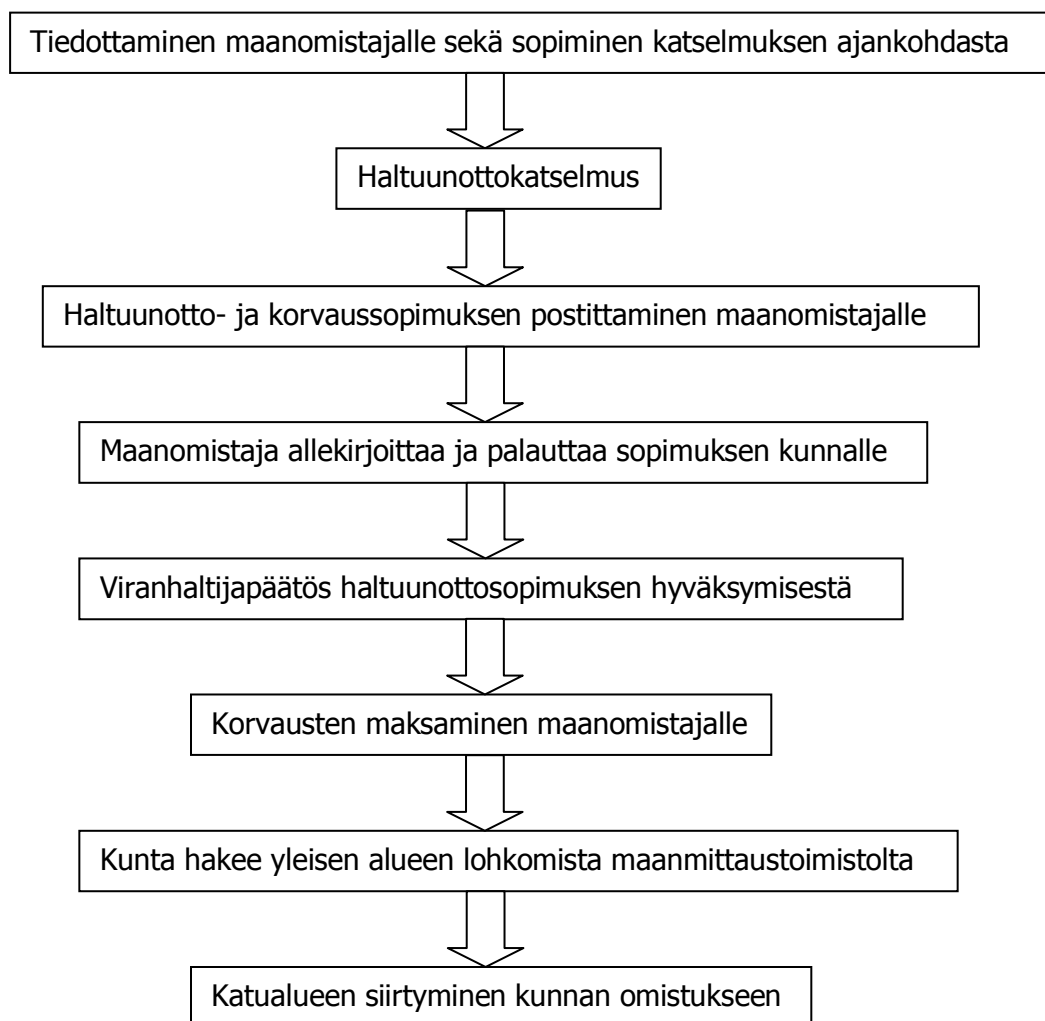 Tiedottaminen maanomistajalle sekä sopiminen katselmuksen ajankohdasta
Haltuunottokatselmus
Haltuunotto- ja korvaussopimuksen postittaminen maanomistajalle
Maanomistaja allekirjoittaa ja palauttaa sopimuksen kunnalle
Viranhaltijapäätös haltuunottosopimuksen hyväksymisestä
Korvausten maksaminen maanomistajalle
Kunta hakee yleisen alueen lohkomista maanmittaustoimistolta
Katualueen siirtyminen kunnan omistukseen